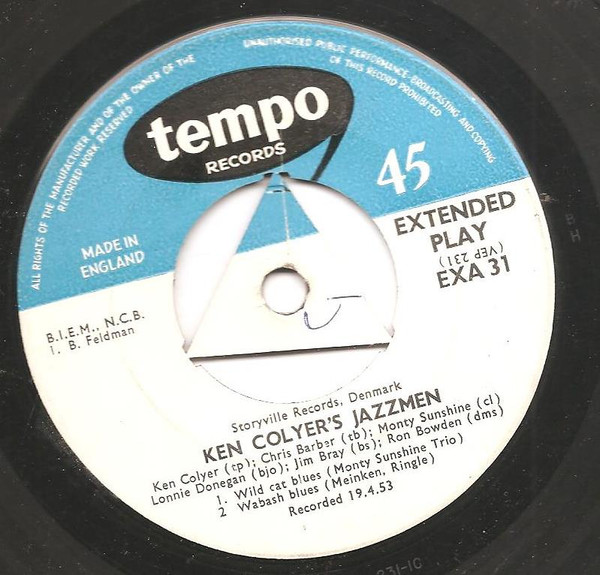 ALL RIGHTS OF THE MANUFACTURER AND OF THE OWNER OF THE
RECORDED WORK RESERVED
UNAUTHORISED PUBLIC PERFORMANCE, BROADCASTING AND COPYING
OF THIS RECORD PROHIBITED
tempo
RECORDS
45
MADE IN
ENGLAND
EXTENDED
PLAY
(VEP 231)
EXA 31
B.I.E.M., N.C.B.
1. B. Feldman
Storyville Records, Denmark
KEN COLYER'S JAZZMEN
Ken Colyer (tp); Chris Barber (tb); Monty Sunshine (cl)
Lonnie Donegan (bjo); Jim Bray (bs); Ron Bowden (dms)
1. Wild cat blues (Monty Sunshine Trio)
2 Wabash blues (Meinken, Ringle)
Recorded 19.4.53
BH